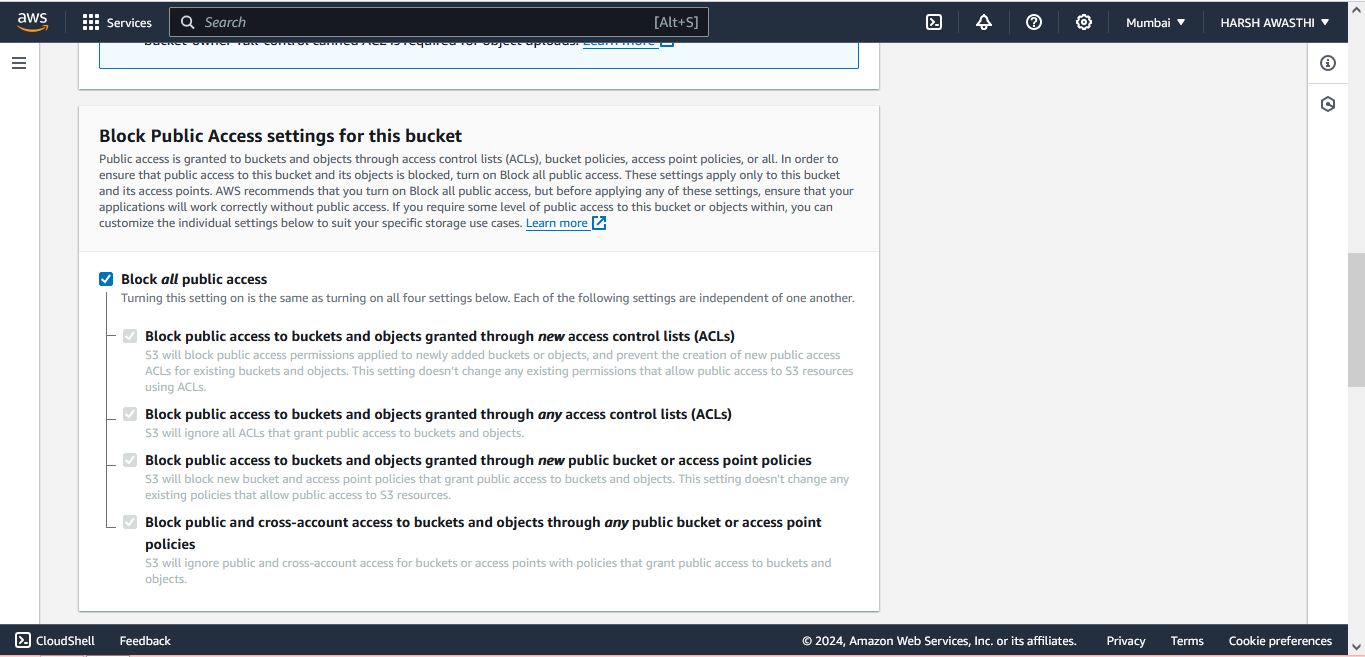 aws
Services
Search [Alt+S]
Mumbai ▼
HARSH AWASTHI ▼
bucket-owner-full-control canned ACL is required for object uploads. Learn more
Block Public Access settings for this bucket
Public access is granted to buckets and objects through access control lists (ACLs), bucket policies, access point policies, or all. In order to
ensure that public access to this bucket and its objects is blocked, turn on Block all public access. These settings apply only to this bucket
and its access points. AWS recommends that you turn on Block all public access, but before applying any of these settings, ensure that your
applications will work correctly without public access. If you require some level of public access to this bucket or objects within, you can
customize the individual settings below to suit your specific storage use cases. Learn more
Block all public access
Turning this setting on is the same as turning on all four settings below. Each of the following settings are independent of one another.
Block public access to buckets and objects granted through new access control lists (ACLs)
S3 will block public access permissions applied to newly added buckets or objects, and prevent the creation of new public access
ACLs for existing buckets and objects. This setting doesn't change any existing permissions that allow public access to S3 resources
using ACLs.
Block public access to buckets and objects granted through any access control lists (ACLs)
S3 will ignore all ACLs that grant public access to buckets and objects.
Block public access to buckets and objects granted through new public bucket or access point policies
S3 will block new bucket and access point policies that grant public access to buckets and objects. This setting doesn't change any
existing policies that allow public access to S3 resources.
Block public and cross-account access to buckets and objects through any public bucket or access point
policies
S3 will ignore public and cross-account access for buckets or access points with policies that grant public access to buckets and
objects.
CloudShell
Feedback
© 2024, Amazon Web Services, Inc. or its affiliates.
Privacy
Terms
Cookie preferences